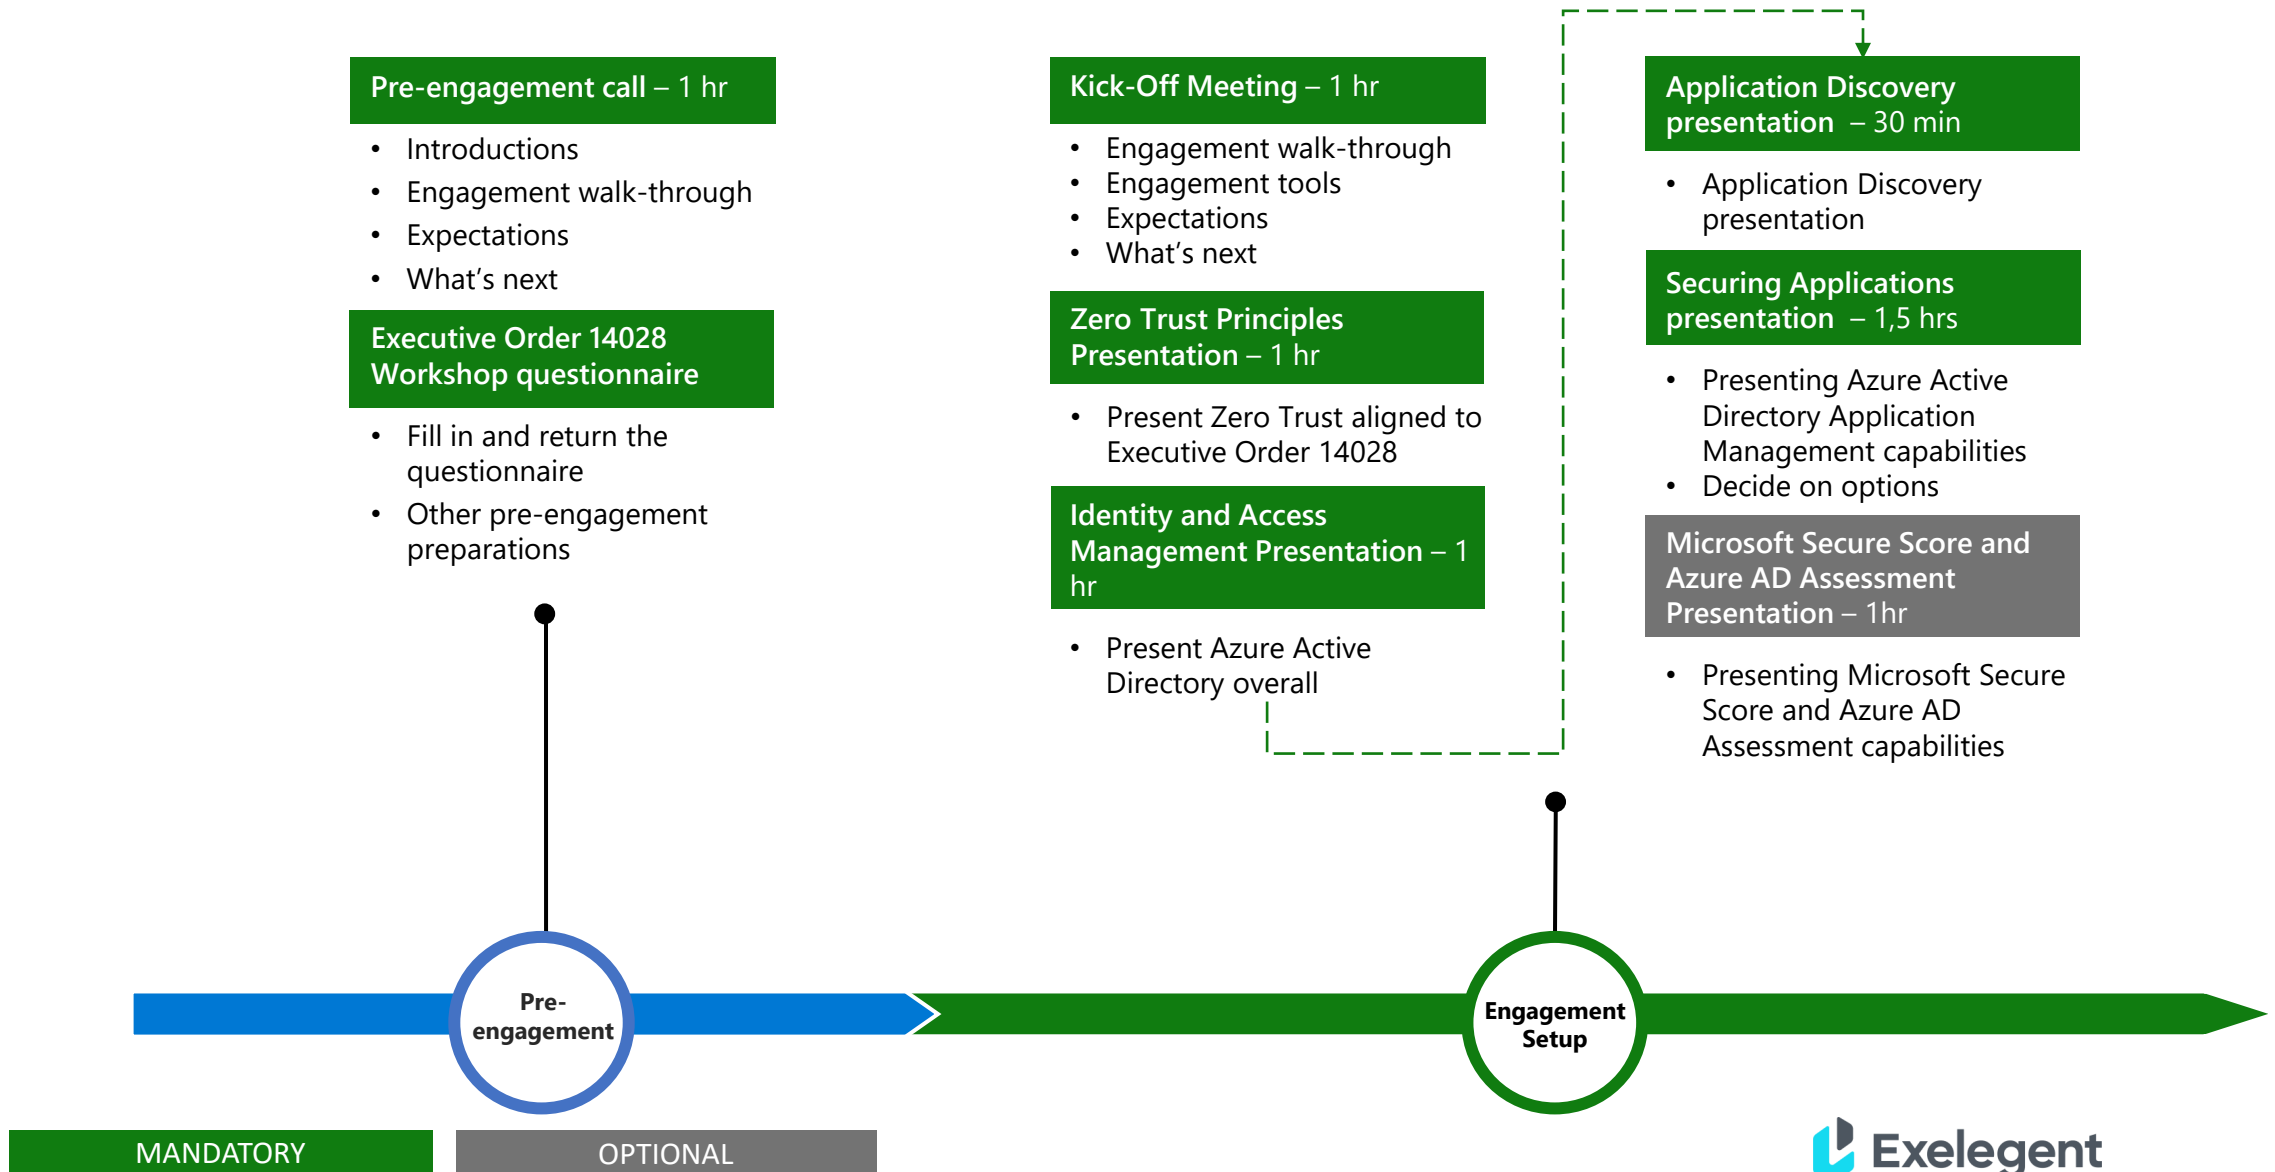 Pre-engagement call – 1 hr
• Introductions
• Engagement walk-through
• Expectations
• What's next
Executive Order 14028
Workshop questionnaire
• Fill in and return the
questionnaire
• Other pre-engagement
preparations
Kick-Off Meeting – 1 hr
• Engagement walk-through
• Engagement tools
• Expectations
• What's next
Zero Trust Principles
Presentation – 1 hr
• Present Zero Trust aligned to
Executive Order 14028
Identity and Access
Management Presentation – 1
hr
• Present Azure Active
Directory overall
Application Discovery
presentation – 30 min
• Application Discovery
presentation
Securing Applications
presentation – 1,5 hrs
• Presenting Azure Active
Directory Application
Management capabilities
• Decide on options
Microsoft Secure Score and
Azure AD Assessment
Presentation – 1hr
• Presenting Microsoft Secure
Score and Azure AD
Assessment capabilities
Pre-
engagement
Engagement
Setup
MANDATORY
OPTIONAL
Exelegent